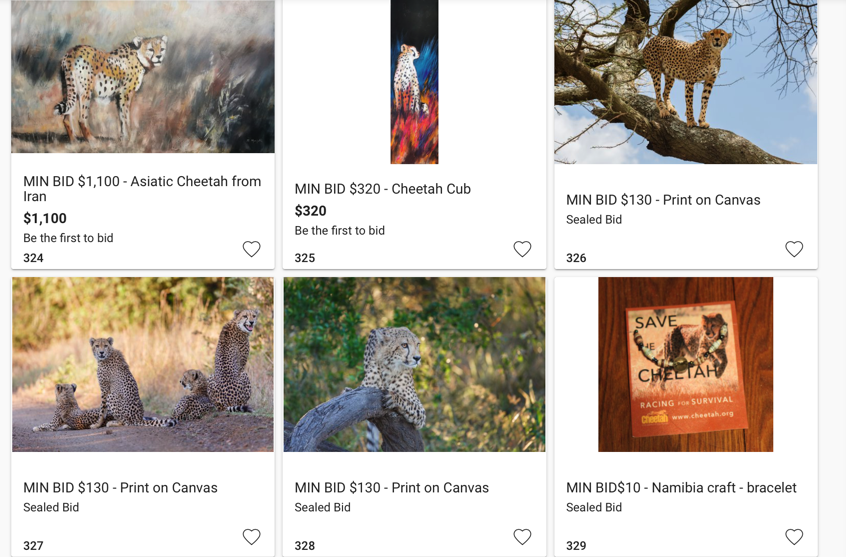 MIN BID $1,100 - Asiatic Cheetah from
Iran
$1,100
Be the first to bid
324
MIN BID $320 - Cheetah Cub
$320
Be the first to bid
325
MIN BID $130 - Print on Canvas
Sealed Bid
326
MIN BID $130 - Print on Canvas
Sealed Bid
327
MIN BID $130 - Print on Canvas
Sealed Bid
328
SAVE
THE
CHEETAH
RACING FOR SURVIVAL
cheetah www.cheetah.org
MIN BID$10 - Namibia craft - bracelet
Sealed Bid
329